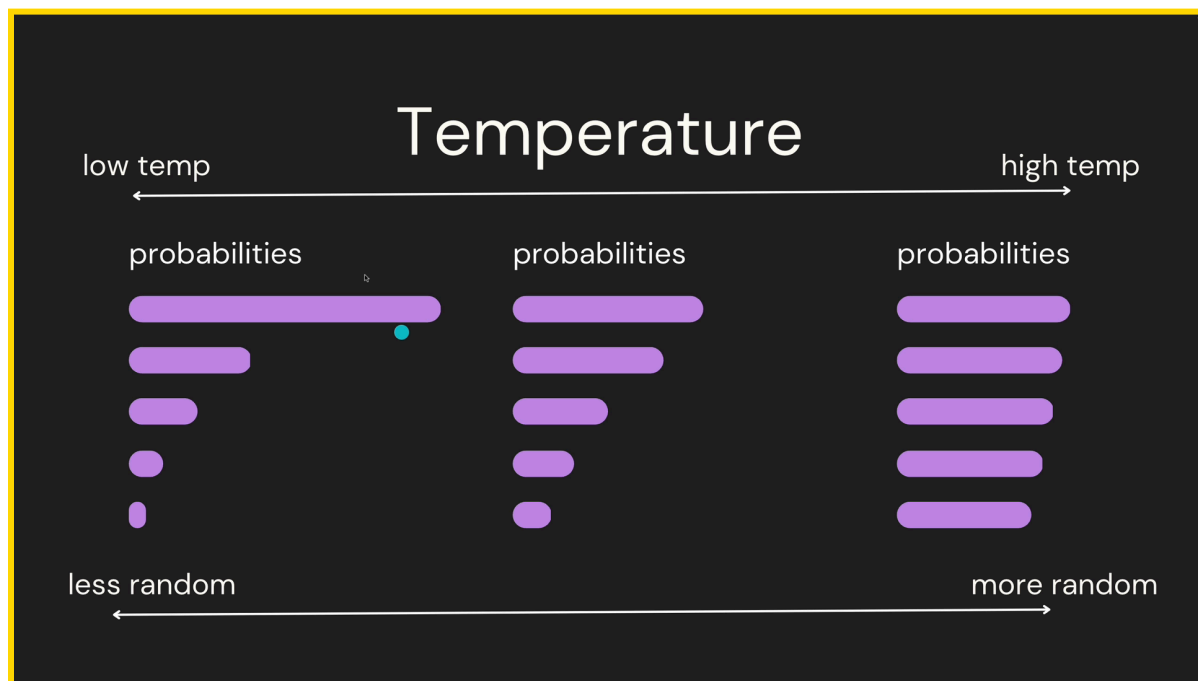 Temperature
low temp
high temp
probabilities
probabilities
probabilities
less random
more random